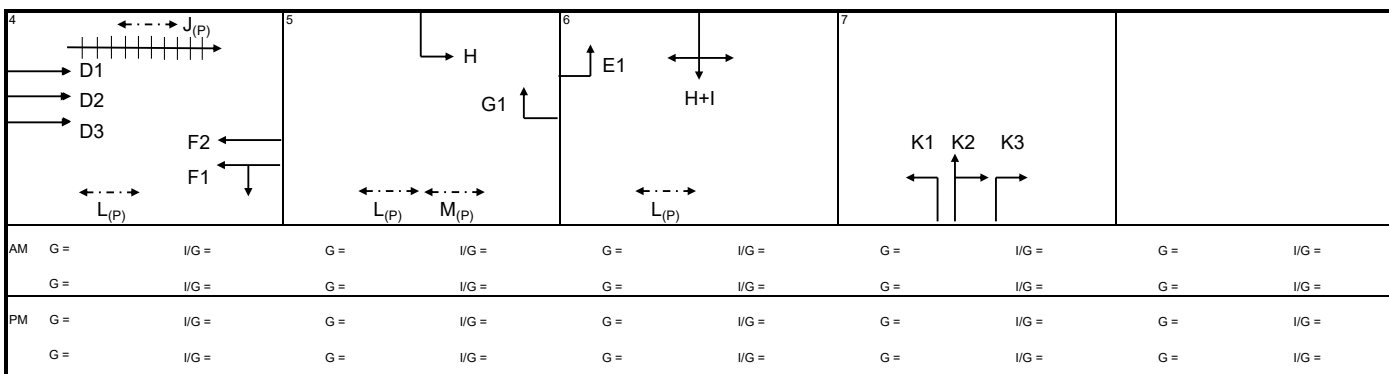 4 5 6 7
J(P)
H
E1
D1
D2
G1
H+I
D3
F2
K1 K2 K3
F1
L(P) L(P) M(P) L(P)
AM G = I/G = G = I/G = G = I/G = G = I/G = G = I/G =
G = I/G = G = I/G = G = I/G = G = I/G = G = I/G =
PM G = I/G = G = I/G = G = I/G = G = I/G = G = I/G =
G = I/G = G = I/G = G = I/G = G = I/G = G = I/G =